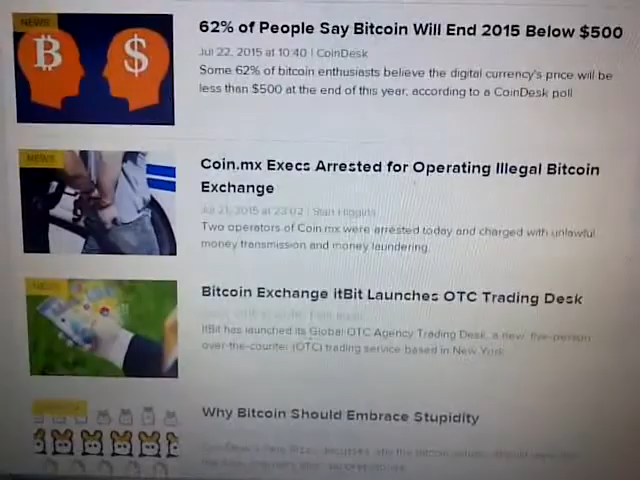 NEWS
62% of People Say Bitcoin Will End 2015 Below $500
Jul 22, 2015 at 10:40 | CoinDesk
Some 62% of bitcoin enthusiasts believe the digital currency's price will be
less than $500 at the end of this year, according to a CoinDesk poll
B $
NEWS
Coin.mx Execs Arrested for Operating Illegal Bitcoin
Exchange
Jul 21, 2015 at 23:02 | Stan Higgins
Two operators of Coin.mx were arrested today and charged with unlawful
money transmission and money laundering.
NEWS
Bitcoin Exchange itBit Launches OTC Trading Desk
itBit has launched its Global OTC Agency Trading Desk, a new five-person
over-the-counter (OTC) trading service based in New York
Why Bitcoin Should Embrace Stupidity